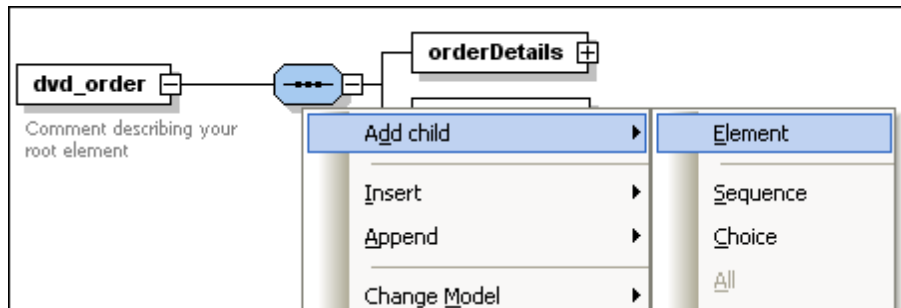 orderDetails
dvd_order
Comment describing your
root element
Add child
Element
Insert
Sequence
Append
Choice
All
Change Model